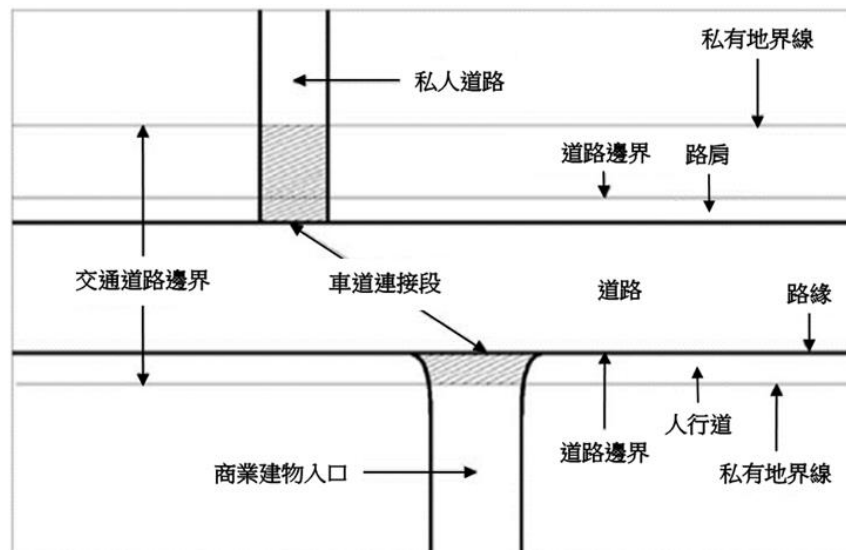 私有地界線
私人道路
道路邊界
路肩
交通道路邊界
車道連接段
道路
路緣
人行道
道路邊界
私有地界線
商業建物入口